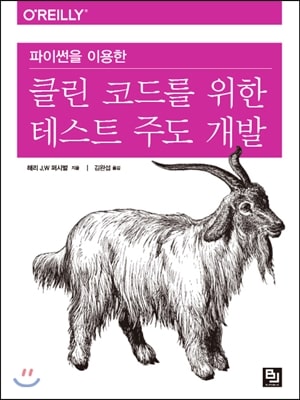 O'REILLY®
파이썬을 이용한
클린 코드를 위한
테스트 주도 개발
해리 J.W 퍼시벌 지음 | 김완섭 옮김
BJ